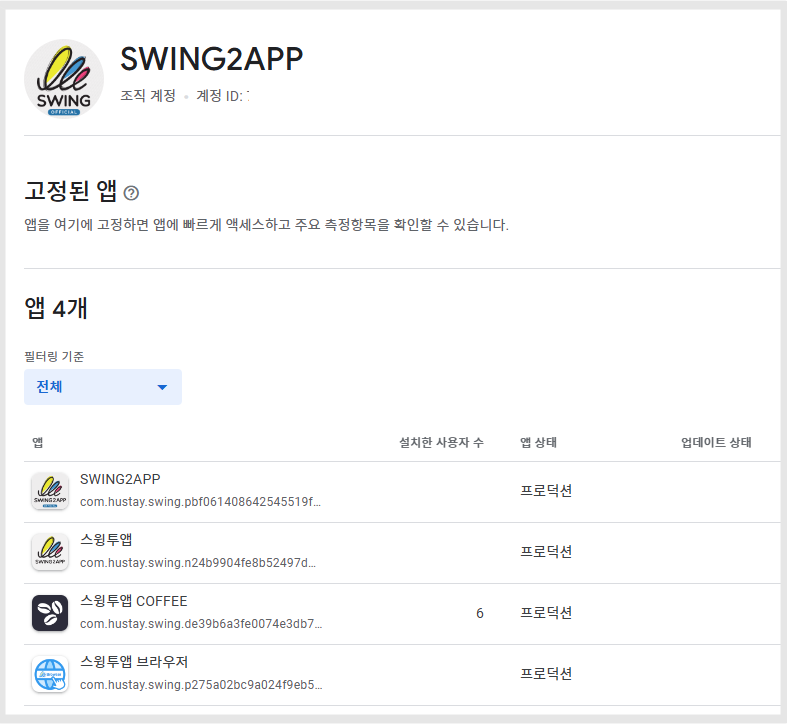 SWING
OFFICIAL
SWING2APP
조직 계정 • 계정 ID:
고정된 앱 ?
앱을 여기에 고정하면 앱에 빠르게 액세스하고 주요 측정항목을 확인할 수 있습니다.
앱 4개
필터링 기준
전체
앱 설치한 사용자 수 앱 상태 업데이트 상태
SWING2APP
SWING2APP
com.hustay.swing.pbf061408642545519f...
프로덕션
SWING2APP
스윙투앱
com.hustay.swing.n24b9904fe8b52497d...
프로덕션
스윙투앱 COFFEE
com.hustay.swing.de39b6a3fe0074e3db7...
6 프로덕션
스윙투앱 브라우저
com.hustay.swing.p275a02bc9a024f9eb5...
프로덕션